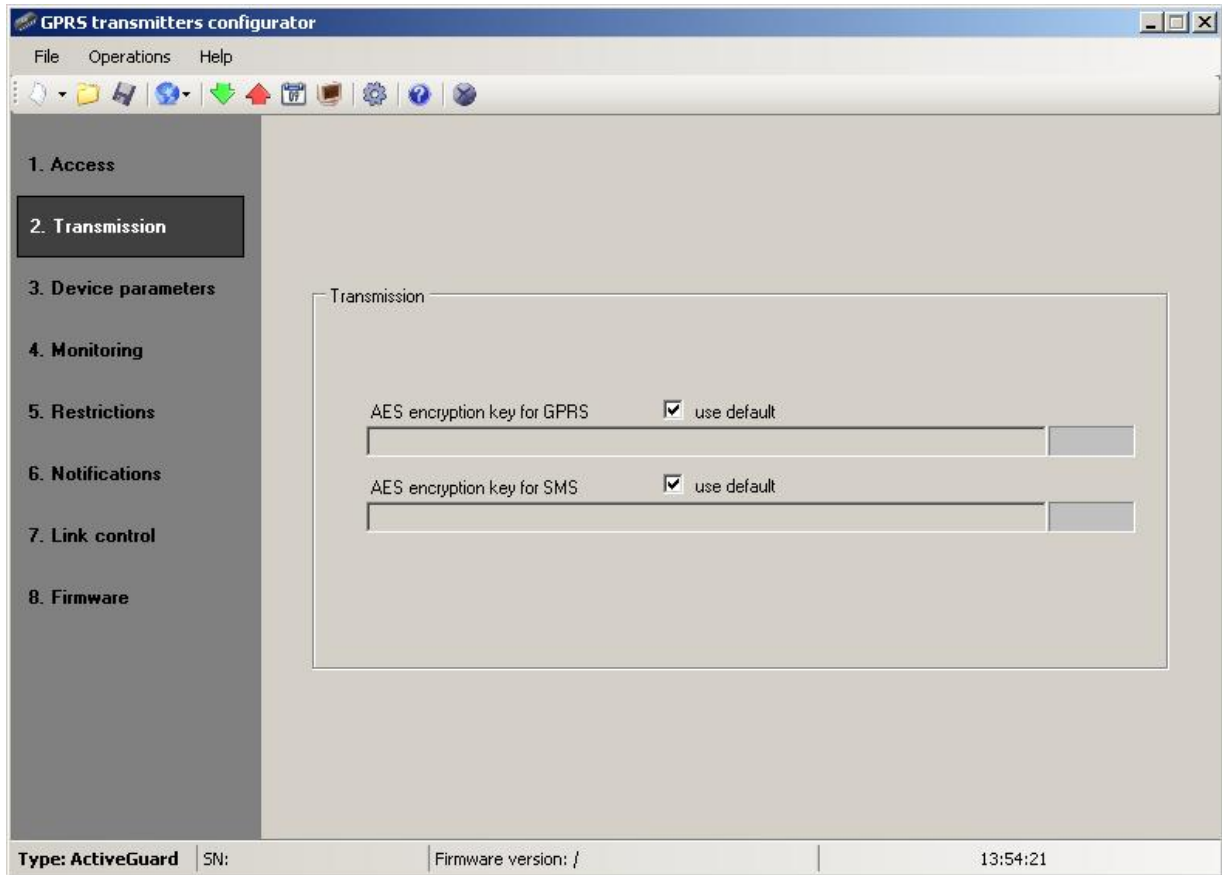 GPRS transmitters configurator
File Operations Help
1. Access
2. Transmission
3. Device parameters
4. Monitoring
5. Restrictions
6. Notifications
7. Link control
8. Firmware
Transmission
AES encryption key for GPRS use default
AES encryption key for SMS use default
Type: ActiveGuard SN: Firmware version: / 13:54:21